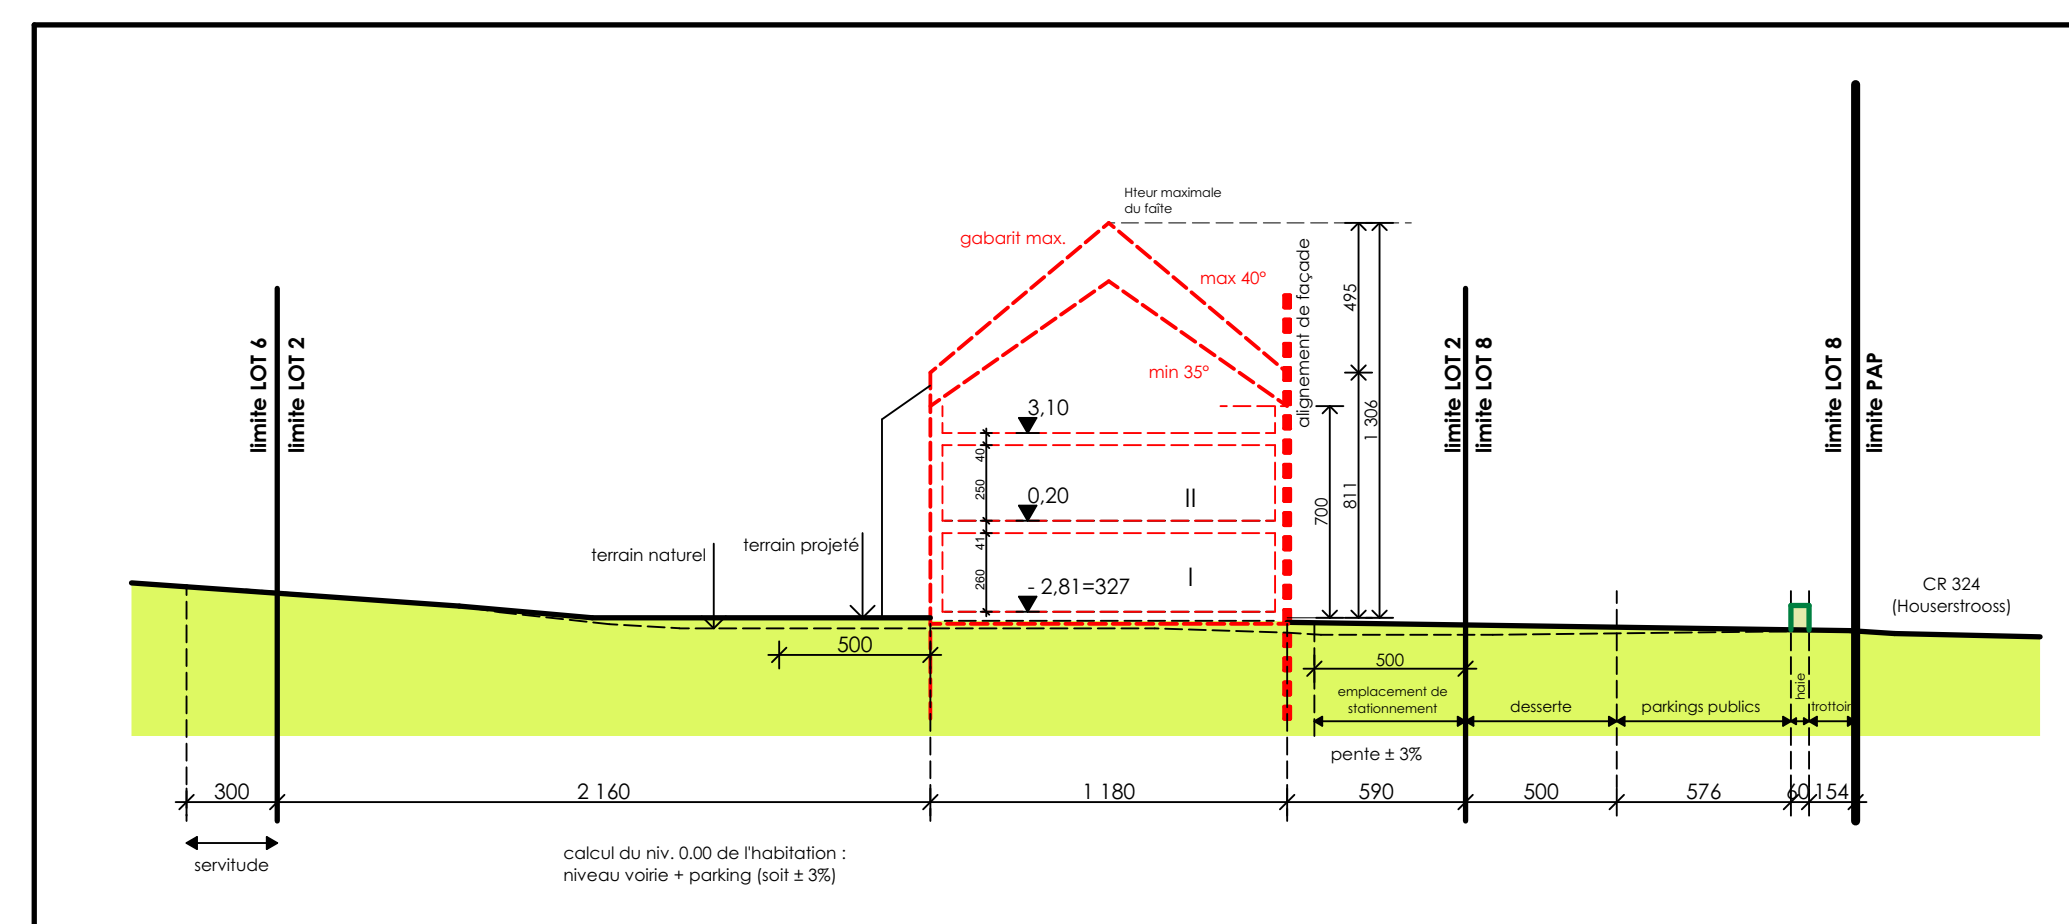 Hteur maximale
du faîte
gabarit max.
max 40°
min 35°
alignement de façade
495
1 306
811
700
limite LOT 6
limite LOT 2
limite LOT 2
limite LOT 8
limite LOT 8
limite PAP
3,10
40
250
0,20
II
41
260
- 2,81=327
I
terrain naturel
terrain projeté
CR 324
(Houserstrooss)
500
500
emplacement de
stationnement
desserte
parkings publics
haie
trottoir
pente ± 3%
300
2 160
1 180
590
500
576
60
154
servitude
calcul du niv. 0.00 de l'habitation :
niveau voirie + parking (soit ± 3%)